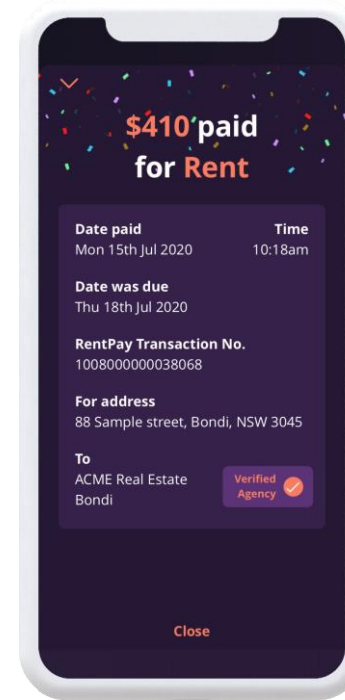 $410 paid
for Rent
Date paid Time
Mon 15th Jul 2020 10:18am
Date was due
Thu 18th Jul 2020
RentPay Transaction No.
1008000000038068
For address
88 Sample street, Bondi, NSW 3045
To
ACME Real Estate
Bondi
Verified
Agency
Close